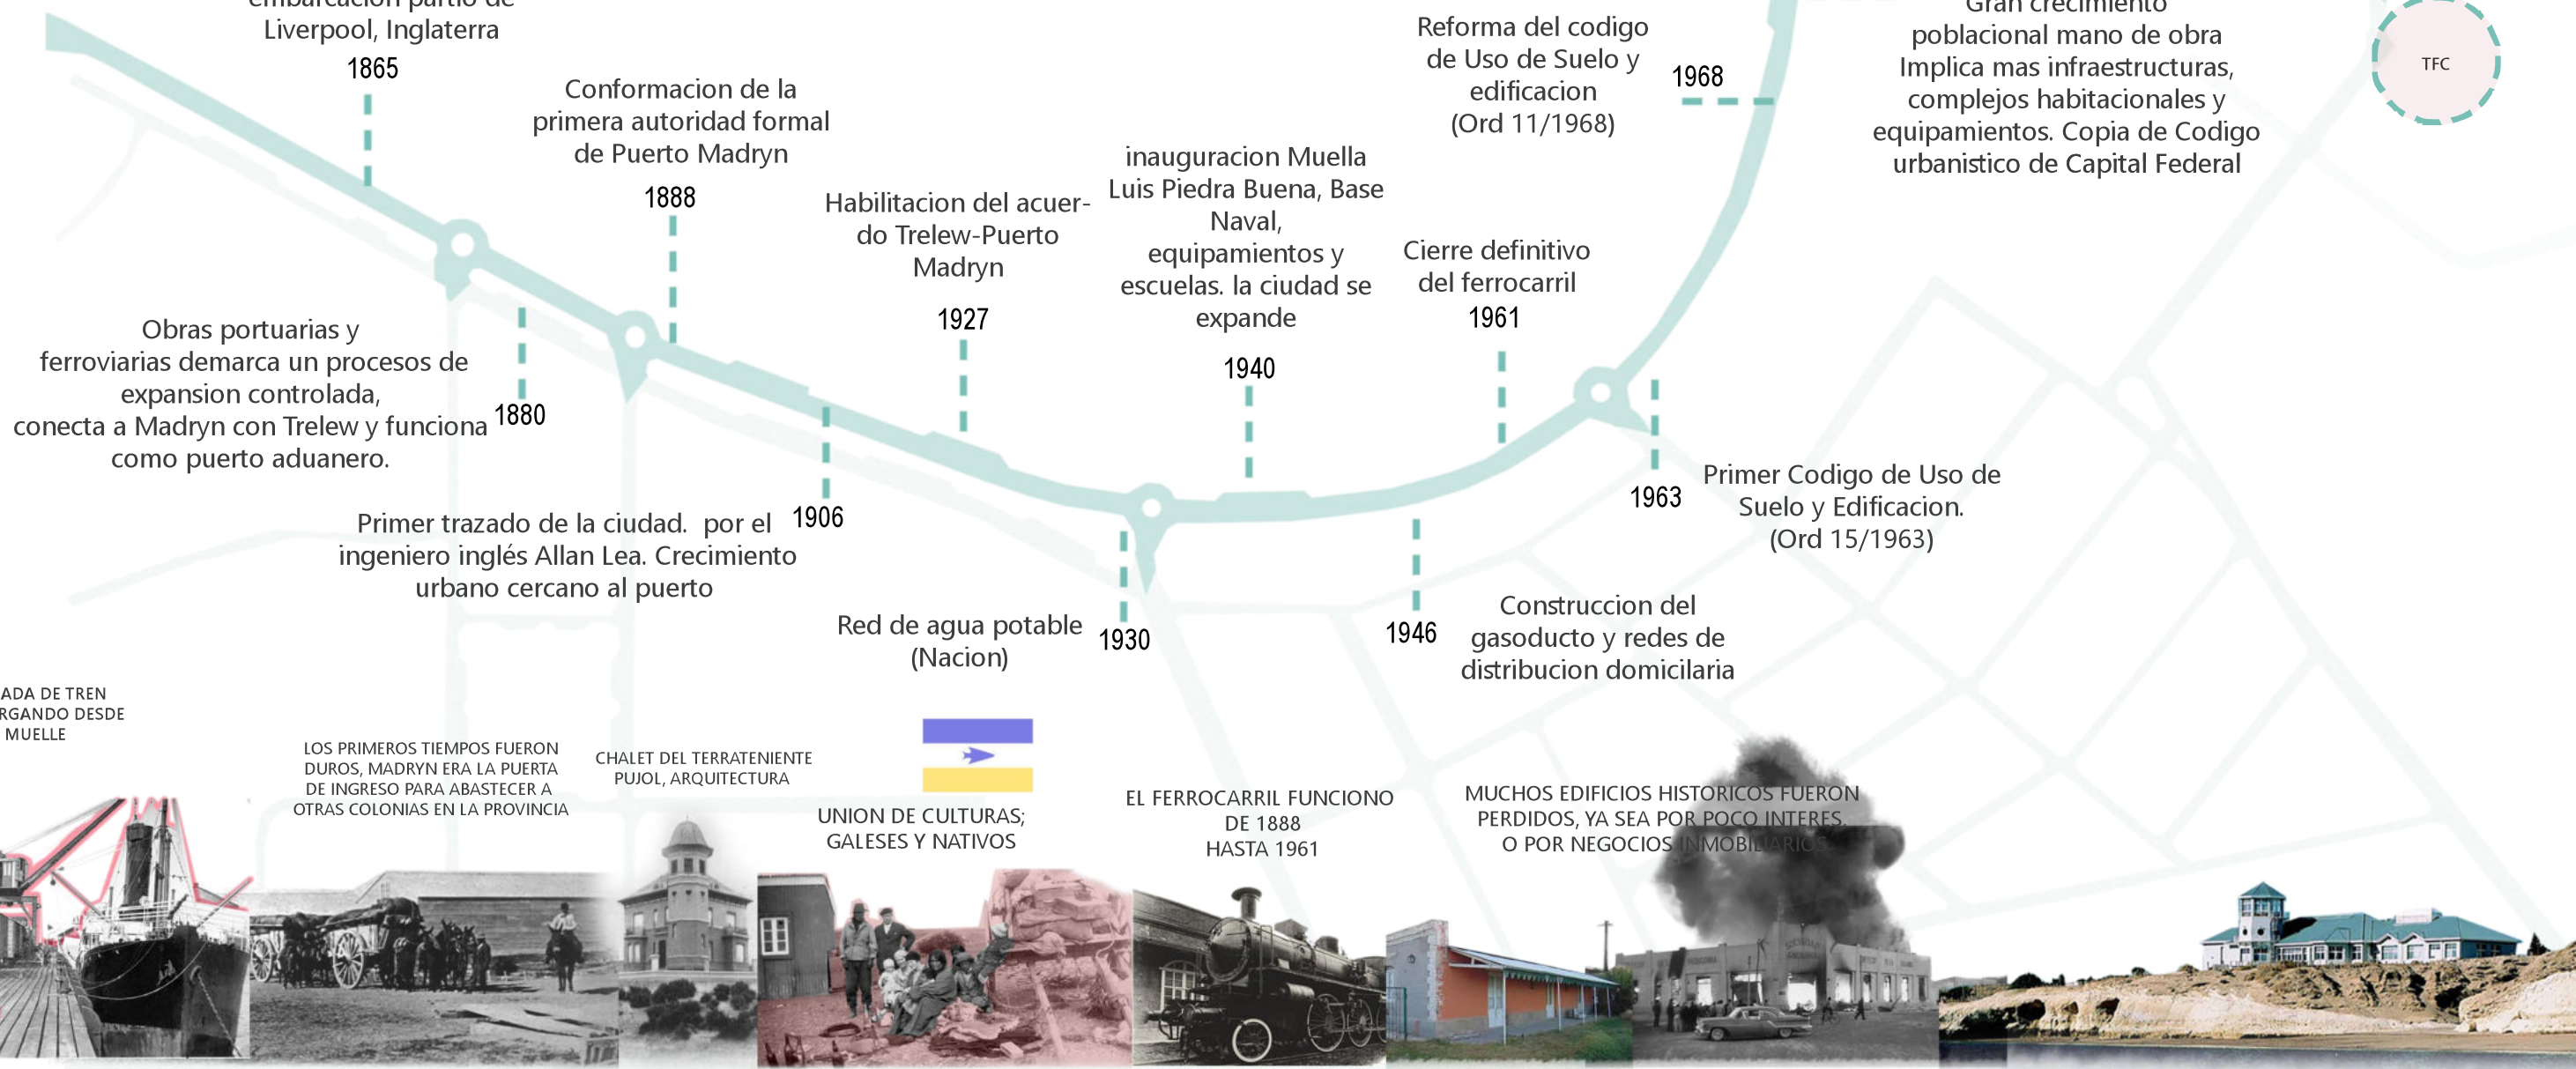 Liverpool, Inglaterra
1865
Conformacion de la
primera autoridad formal
de Puerto Madryn
1888
Habilitacion del acuer-
do Trelew-Puerto
Madryn
1927
inauguracion Muella
Luis Piedra Buena, Base
Naval,
equipamientos y
escuelas. la ciudad se
expande
1940
Cierre definitivo
del ferrocarril
1961
Reforma del codigo
de Uso de Suelo y
edificacion
(Ord 11/1968)
1968
Gran crecimiento
poblacional mano de obra
Implica mas infraestructuras,
complejos habitacionales y
equipamientos. Copia de Codigo
urbanistico de Capital Federal
TFC
Obras portuarias y
ferroviarias demarca un procesos de
expansion controlada,
conecta a Madryn con Trelew y funciona
como puerto aduanero.
1880
Primer trazado de la ciudad.  por el
ingeniero inglés Allan Lea. Crecimiento
urbano cercano al puerto
1906
Red de agua potable
(Nacion)
1930
1946
Construccion del
gasoducto y redes de
distribucion domicilaria
1963
Primer Codigo de Uso de
Suelo y Edificacion.
(Ord 15/1963)
ADA DE TREN
RGANDO DESDE
MUELLE
LOS PRIMEROS TIEMPOS FUERON
DUROS, MADRYN ERA LA PUERTA
DE INGRESO PARA ABASTECER A
OTRAS COLONIAS EN LA PROVINCIA
CHALET DEL TERRATENIENTE
PUJOL, ARQUITECTURA
UNION DE CULTURAS;
GALESES Y NATIVOS
EL FERROCARRIL FUNCIONO
DE 1888
HASTA 1961
MUCHOS EDIFICIOS HISTORICOS FUERON
PERDIDOS, YA SEA POR POCO INTERES,
O POR NEGOCIOS INMOBILIARIOS